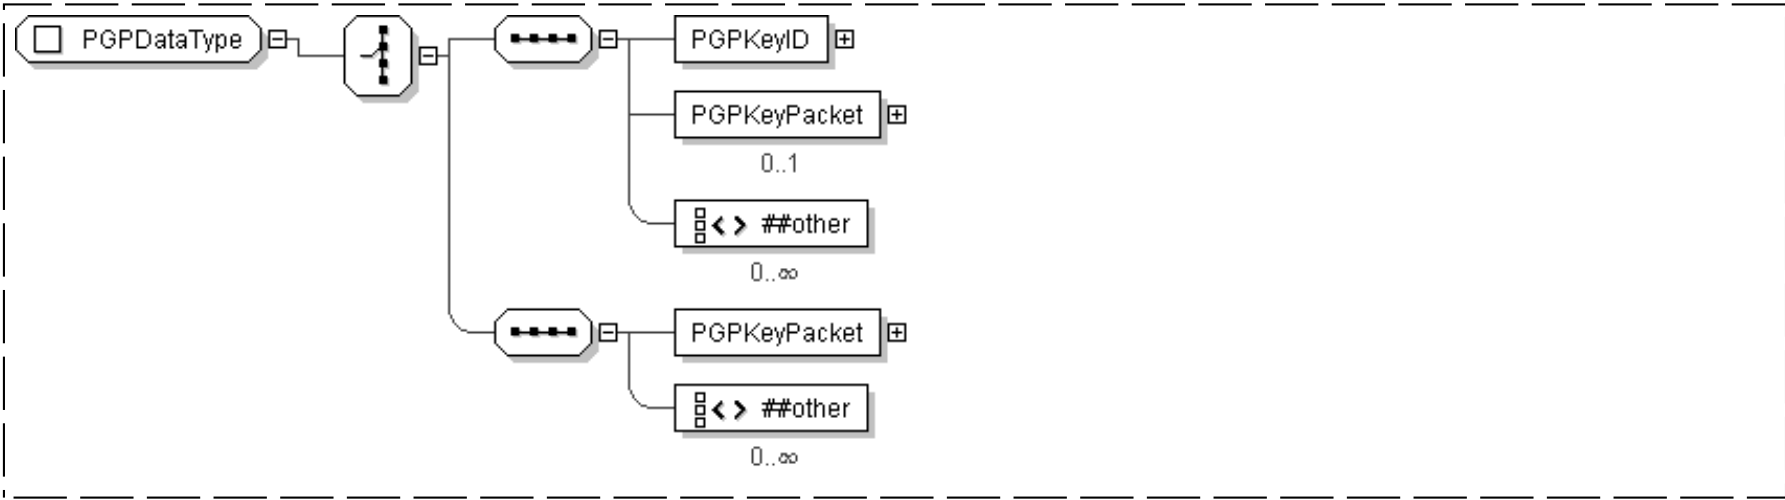 PGPDataType
PGPKeyID
PGPKeyPacket
0..1
##other
0..∞
PGPKeyPacket
##other
0..∞